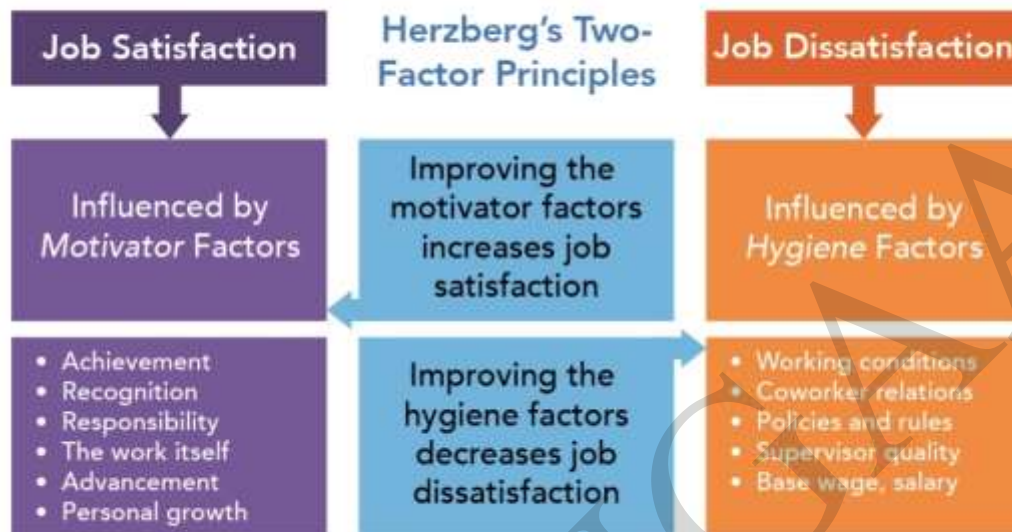 Job Satisfaction
Herzberg's Two-
Factor Principles
Job Dissatisfaction
Influenced by
Motivator Factors
Improving the
motivator factors
increases job
satisfaction
Influenced by
Hygiene Factors
• Achievement
• Recognition
• Responsibility
• The work itself
• Advancement
• Personal growth
Improving the
hygiene factors
decreases job
dissatisfaction
• Working conditions
• Coworker relations
• Policies and rules
• Supervisor quality
• Base wage, salary